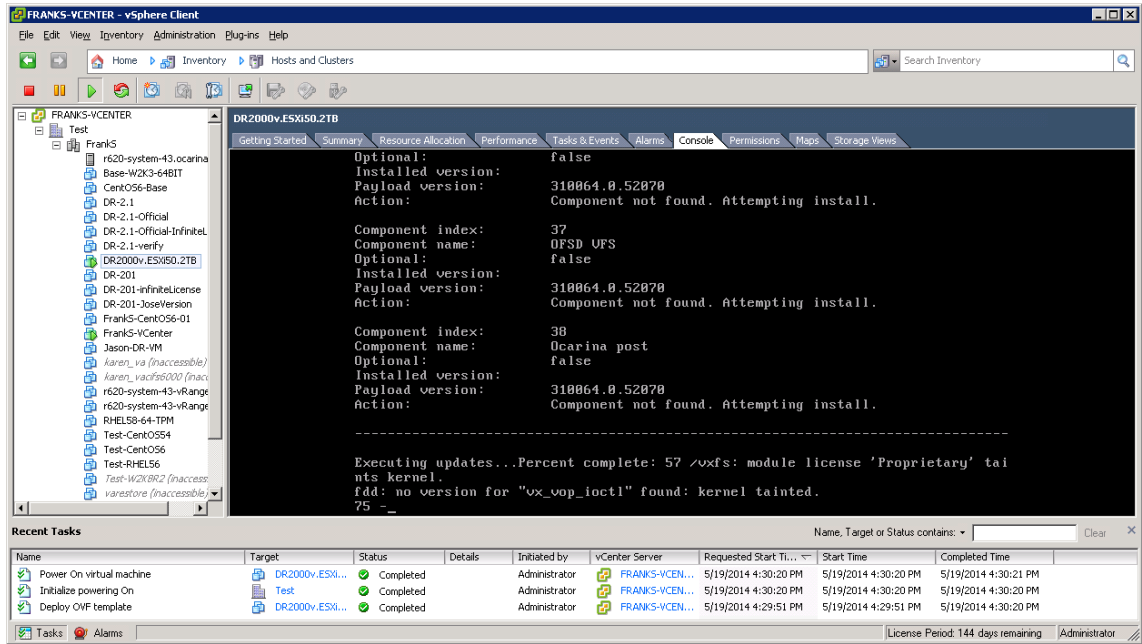 FRANKS-VCENTER - vSphere Client
File Edit View Inventory Administration Plug-ins Help
Home Inventory Hosts and Clusters
Search Inventory
FRANKS-VCENTER
Test
FrankS
r620-system-43.ocarina
Base-W2K3-64BIT
CentOS6-Base
DR-2.1
DR-2.1-Official
DR-2.1-Official-InfiniteL
DR-2.1-verify
DR2000v.ESXi50.2TB
DR-201
DR-201-infiniteLicense
DR-201-JoseVersion
FrankS-CentOS6-01
FrankS-VCenter
Jason-DR-VM
karen_va (inaccessible)
karen_vacifs6000 (inacc
r620-system-43-vRange
r620-system-43-vRange
RHEL58-64-TPM
Test-CentOS54
Test-CentOS6
Test-RHEL56
Test-W2K8R2 (inaccess
varestore (inaccessible)
DR2000v.ESXi50.2TB
Getting Started Summary Resource Allocation Performance Tasks & Events Alarms Console Permissions Maps Storage Views
Optional: false
Installed version:
Payload version: 310064.0.52070
Action: Component not found. Attempting install.
Component index: 37
Component name: OFSD VFS
Optional: false
Installed version:
Payload version: 310064.0.52070
Action: Component not found. Attempting install.
Component index: 38
Component name: Ocarina post
Optional: false
Installed version:
Payload version: 310064.0.52070
Action: Component not found. Attempting install.
--------------------------------------------------------------------------------
Executing updates...Percent complete: 57 /vxfs: module license 'Proprietary' tai
nts kernel.
fdd: no version for "vx_vop_ioctl" found: kernel tainted.
75 -_
Recent Tasks
Name, Target or Status contains: Clear
Name Target Status Details Initiated by vCenter Server Requested Start Ti... Start Time Completed Time
Power On virtual machine DR2000v.ESXi... Completed Administrator FRANKS-VCEN... 5/19/2014 4:30:20 PM 5/19/2014 4:30:20 PM 5/19/2014 4:30:21 PM
Initialize powering On Test Completed Administrator FRANKS-VCEN... 5/19/2014 4:30:20 PM 5/19/2014 4:30:20 PM 5/19/2014 4:30:20 PM
Deploy OVF template DR2000v.ESXi... Completed Administrator FRANKS-VCEN... 5/19/2014 4:29:51 PM 5/19/2014 4:29:51 PM 5/19/2014 4:30:20 PM
Tasks Alarms License Period: 144 days remaining Administrator